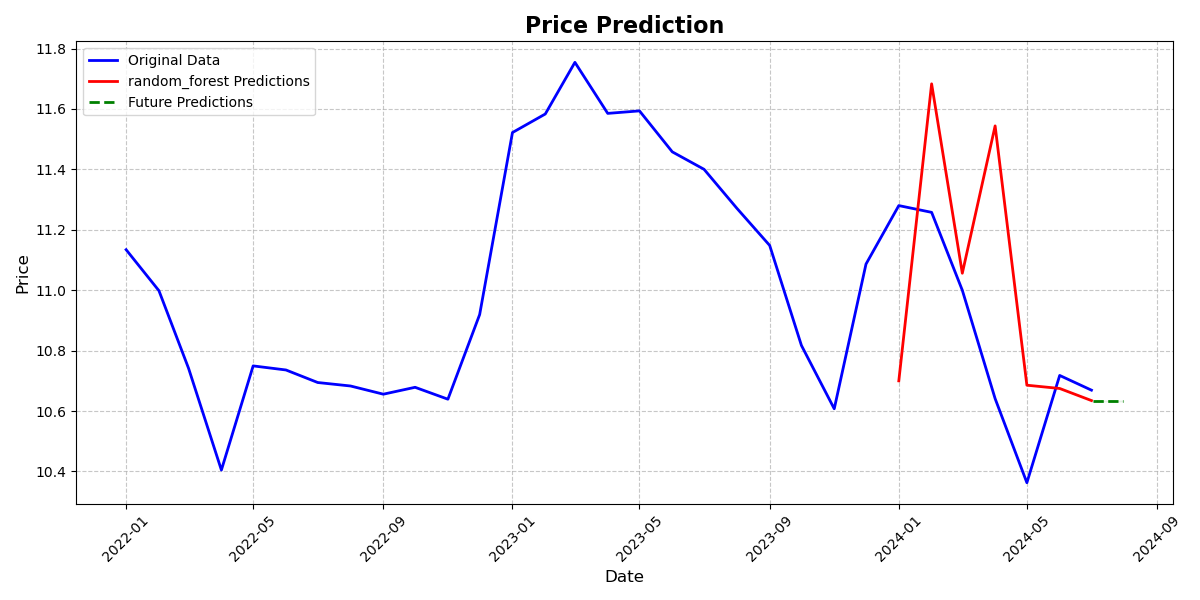 Price Prediction
Original Data
random_forest Predictions
Future Predictions
Price
11.8
11.6
11.4
11.2
11.0
10.8
10.6
10.4
2022-01
2022-05
2022-09
2023-01
2023-05
2023-09
2024-01
2024-05
2024-09
Date